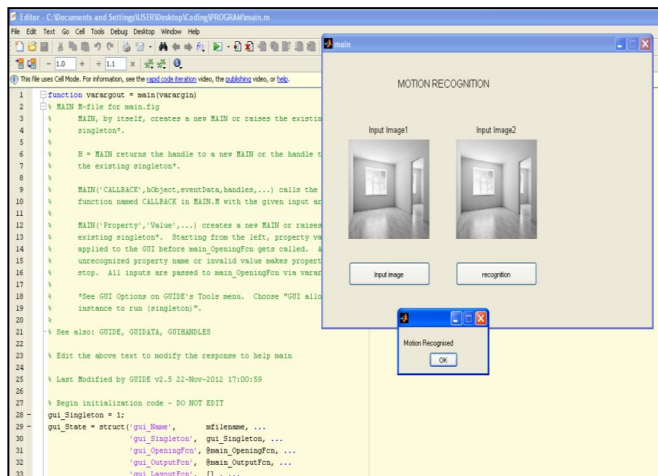 Editor - C:\Documents and Settings\USER\Desktop\Coding\PROGRAM\main.m
File Edit Text Go Cell Tools Debug Desktop Window Help
- 1.0 + ÷ 1.1 ×
This file uses Cell Mode. For information, see the rapid code iteration video, the publishing video, or help.
1 function varargout = main(varargin)
2 % MAIN M-file for main.fig
3 % MAIN, by itself, creates a new MAIN or raises the existin
4 % singleton*.
5 %
6 % H = MAIN returns the handle to a new MAIN or the handle t
7 % the existing singleton*.
8 %
9 % MAIN('CALLBACK',hObject,eventData,handles,...) calls the
10 % function named CALLBACK in MAIN.M with the given input ar
11 %
12 % MAIN('Property','Value',...) creates a new MAIN or raises
13 % existing singleton*. Starting from the left, property va
14 % applied to the GUI before main_OpeningFcn gets called. A
15 % unrecognized property name or invalid value makes propert
16 % stop. All inputs are passed to main_OpeningFcn via varar
17 %
18 % *See GUI Options on GUIDE's Tools menu. Choose "GUI allo
19 % instance to run (singleton)".
20 %
21 % See also: GUIDE, GUIDATA, GUIHANDLES
22
23 % Edit the above text to modify the response to help main
24
25 % Last Modified by GUIDE v2.5 22-Nov-2012 17:00:59
26
27 % Begin initialization code - DO NOT EDIT
28 - gui_Singleton = 1;
29 - gui_State = struct('gui_Name', mfilename, ...
30 'gui_Singleton', gui_Singleton, ...
31 'gui_OpeningFcn', @main_OpeningFcn, ...
32 'gui_OutputFcn', @main_OutputFcn, ...
33 'gui_LayoutFcn', [] , ...
main
MOTION RECOGNITION
Input Image1 Input Image2
Input image recognition
Motion Recognised
OK